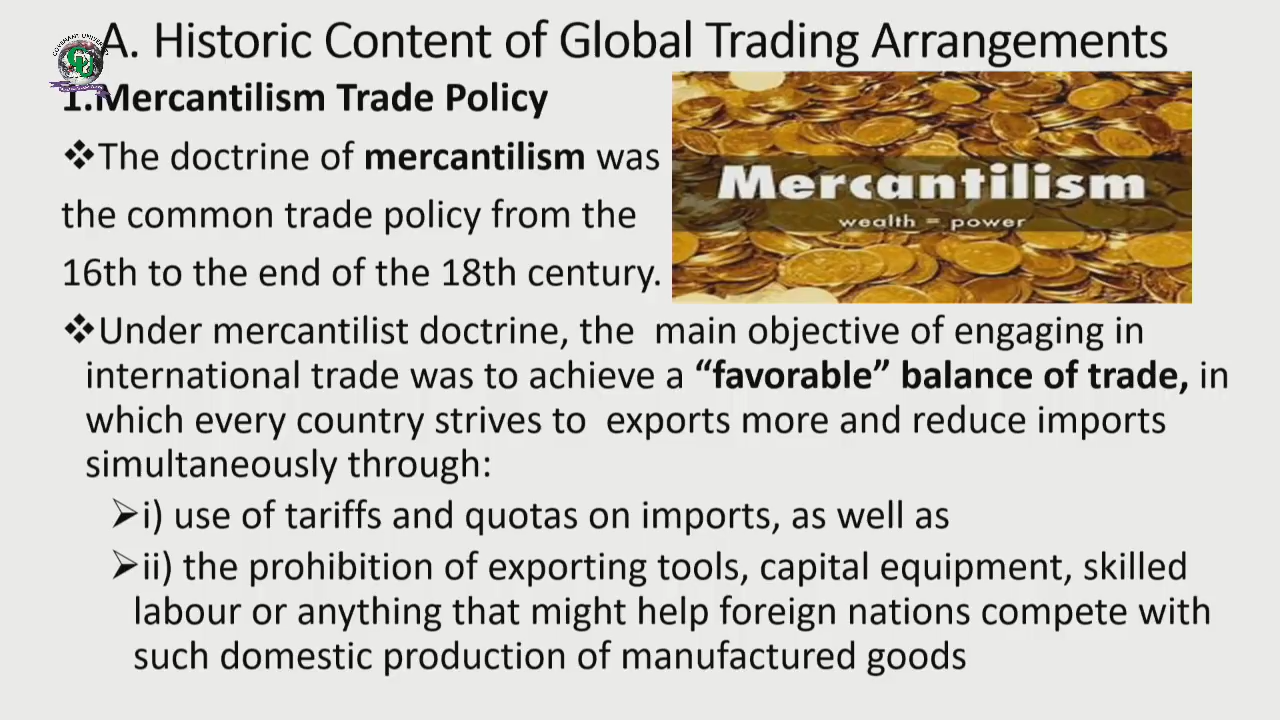 A. Historic Content of Global Trading Arrangements
COVENANT UNIVERSITY
1.Mercantilism Trade Policy
❖The doctrine of mercantilism was
the common trade policy from the
16th to the end of the 18th century.
Mercantilism
wealth = power
❖Under mercantilist doctrine, the main objective of engaging in
international trade was to achieve a “favorable” balance of trade, in
which every country strives to exports more and reduce imports
simultaneously through:
➢i) use of tariffs and quotas on imports, as well as
➢ii) the prohibition of exporting tools, capital equipment, skilled
labour or anything that might help foreign nations compete with
such domestic production of manufactured goods